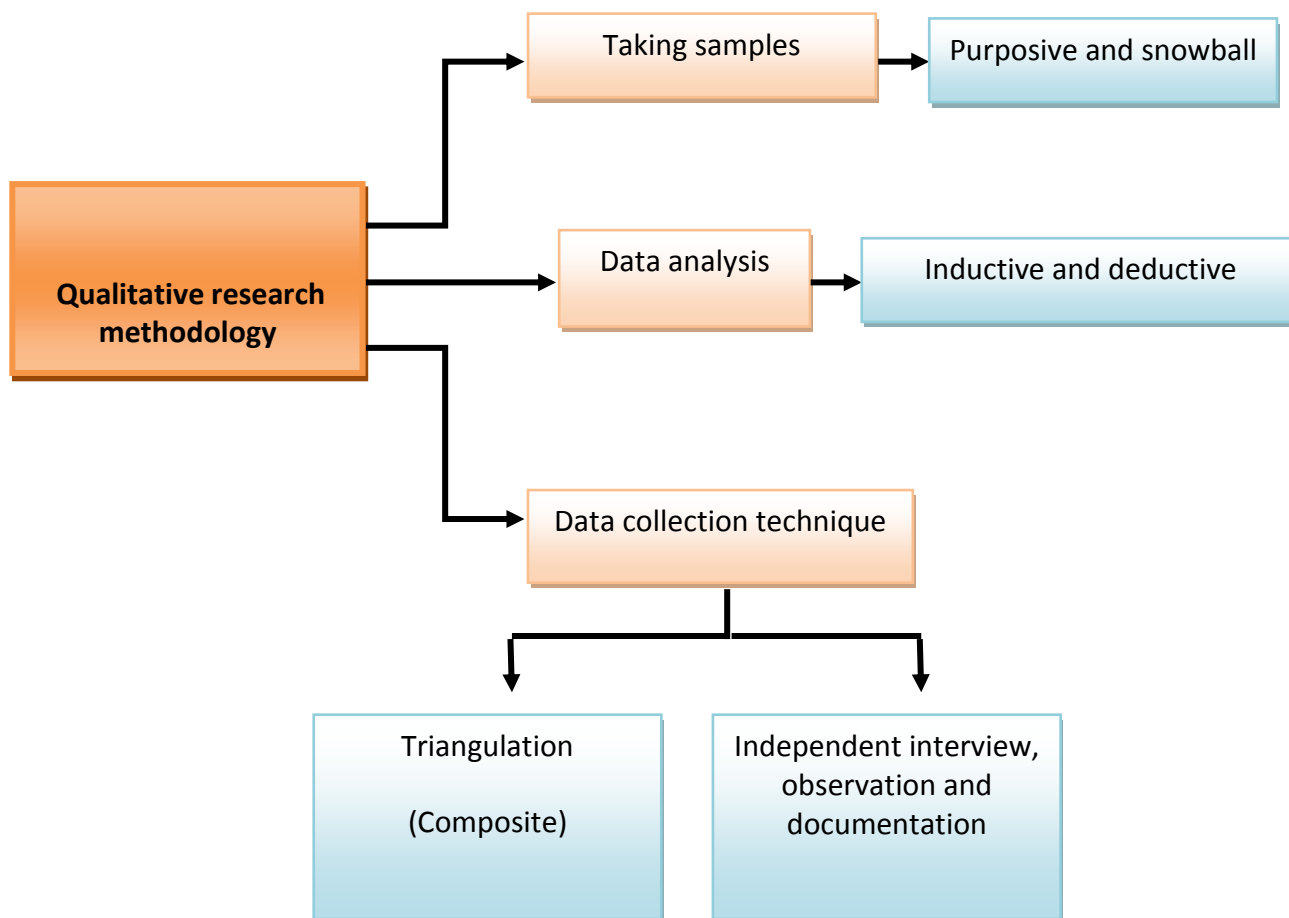 Taking samples
Purposive and snowball
Qualitative research
methodology
Data analysis
Inductive and deductive
Data collection technique
Triangulation
(Composite)
Independent interview,
observation and
documentation